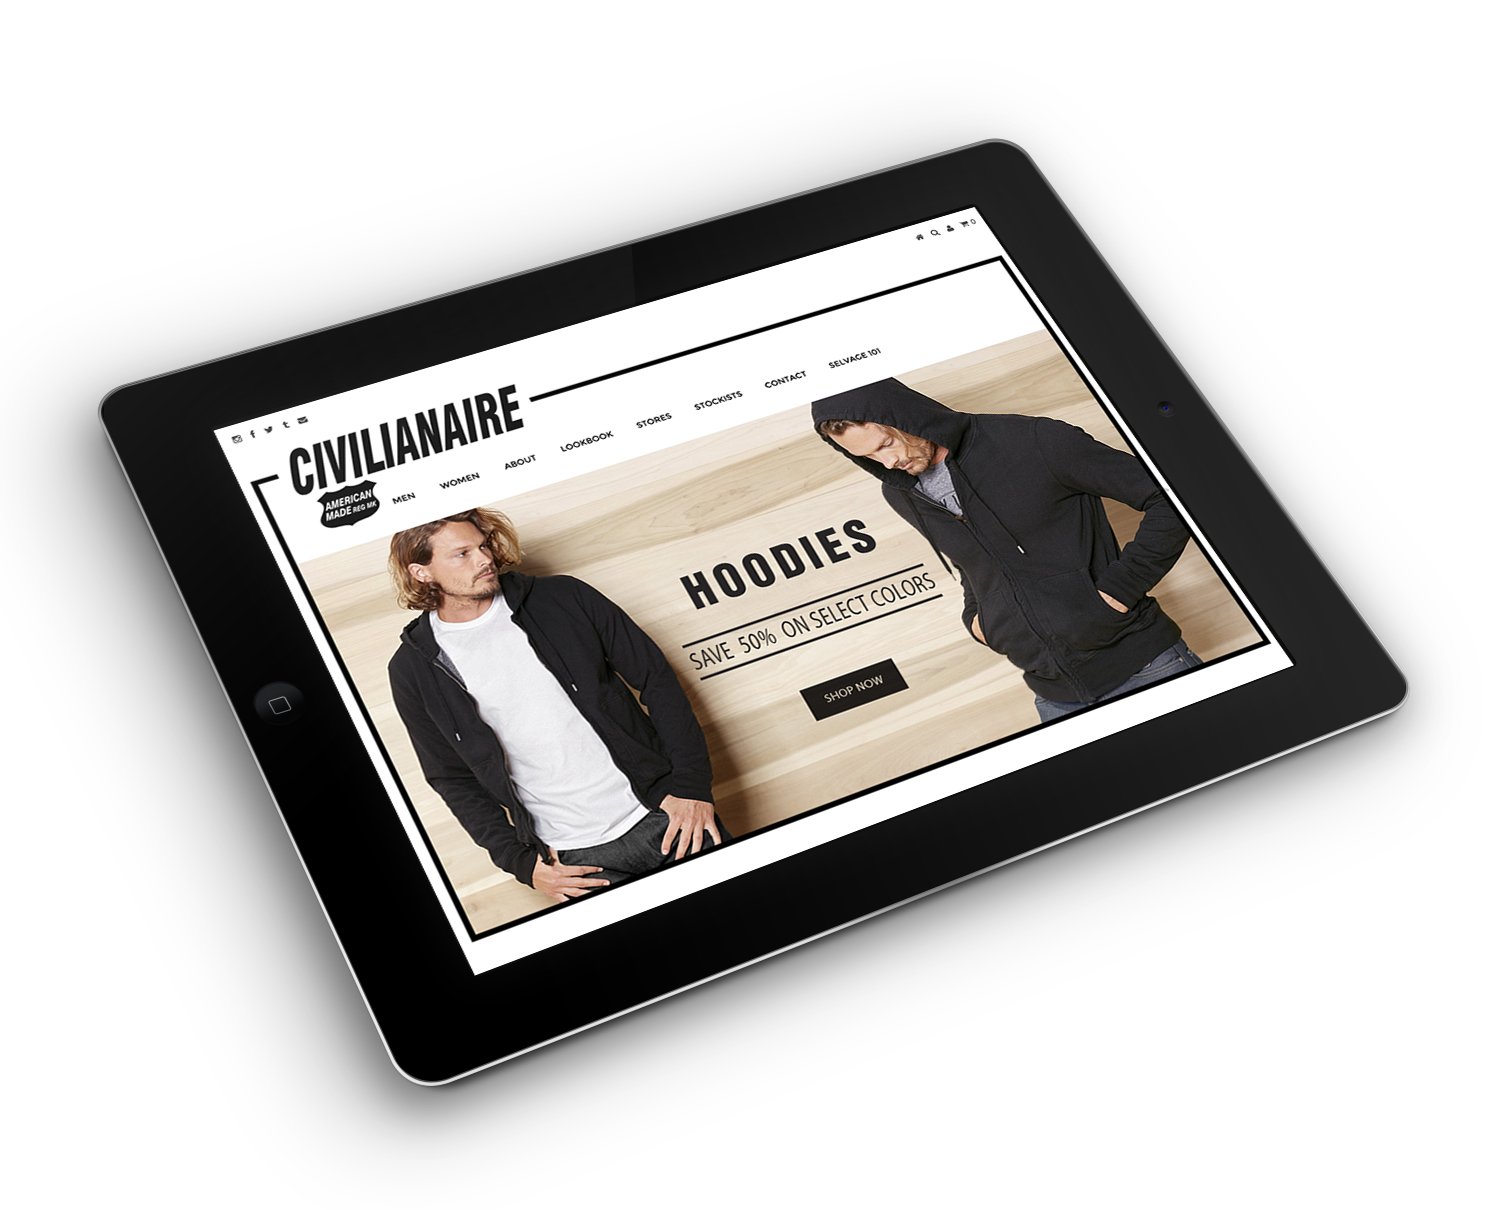 0
CIVILIANAIRE
AMERICAN
MADE REG MK
MEN WOMEN ABOUT LOOKBOOK STORES STOCKISTS CONTACT SELVAGE 101
HOODIES
SAVE 50% ON SELECT COLORS
SHOP NOW